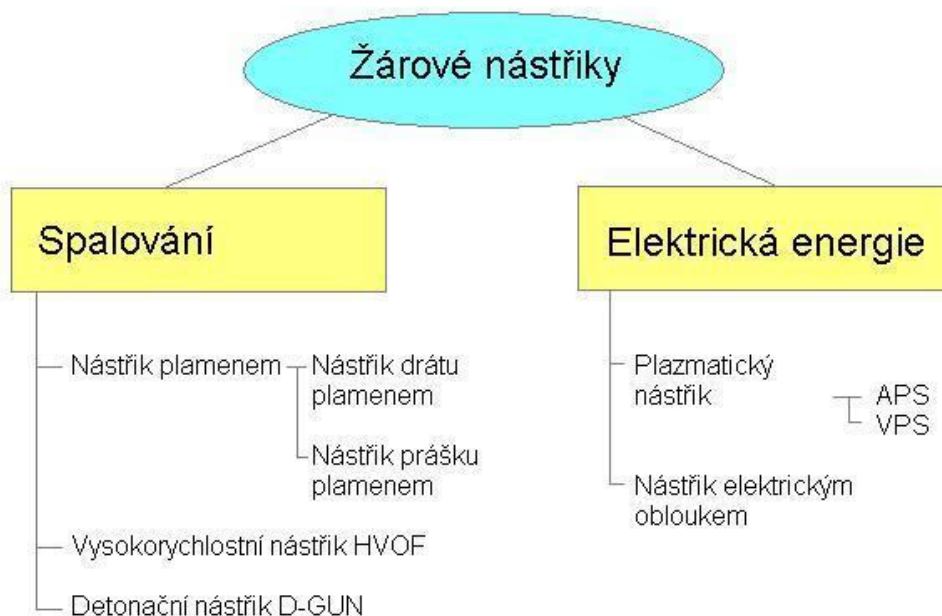 Žárové nástřiky
Spalování
Elektrická energie
Nástřik plamenem
Nástřik drátu
plamenem
Nástřik prášku
plamenem
Vysokorychlostní nástřik HVOF
Detonační nástřik D-GUN
Plazmatický
nástřik
APS
VPS
Nástřik elektrickým
obloukem